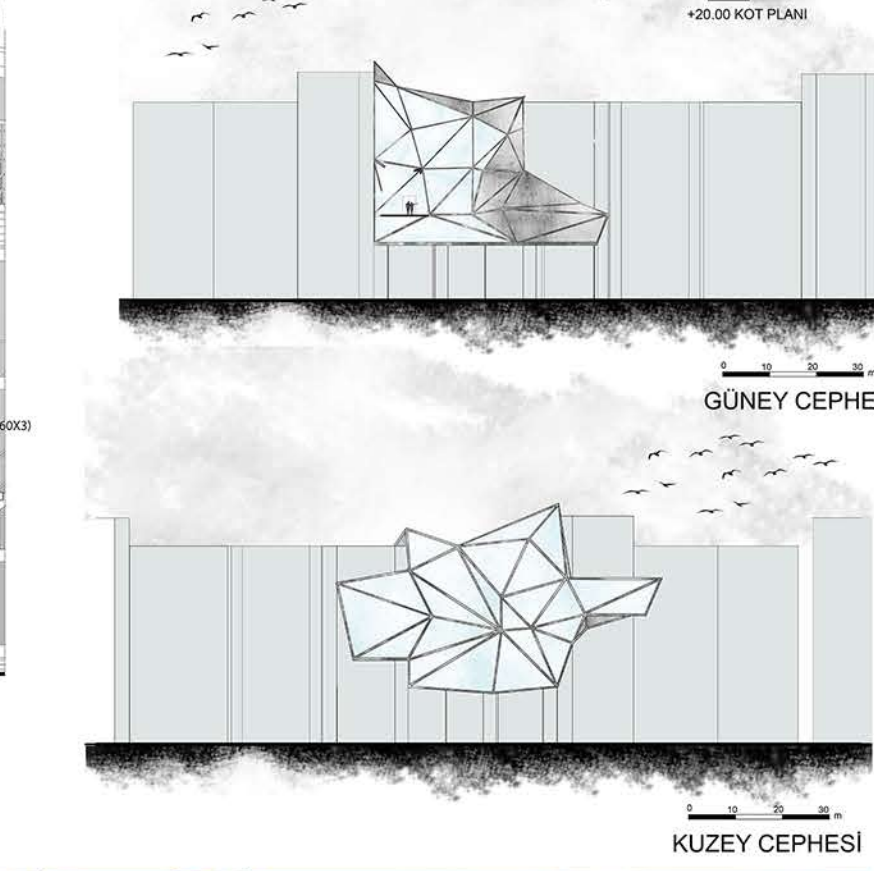 +20.00 KOT PLANI
60X3)
0 10 20 30 m
GÜNEY CEPHE
0 10 20 30 m
KUZEY CEPHESİ